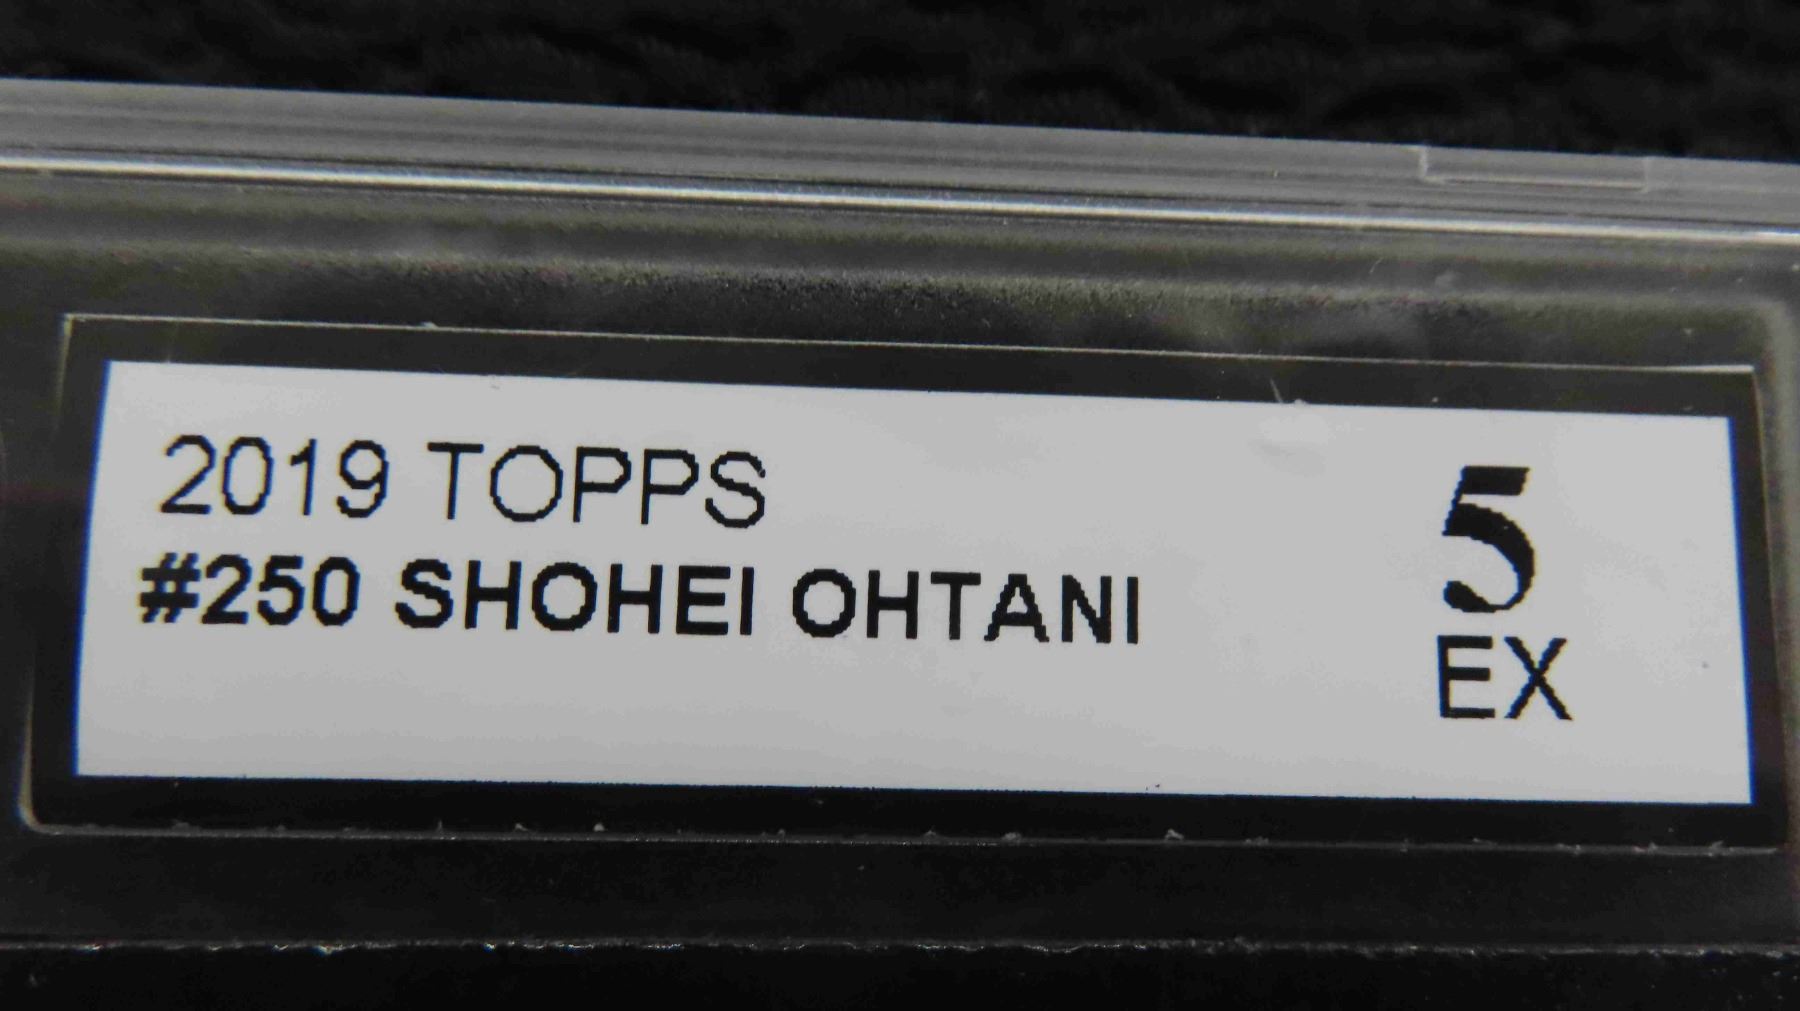 2019 TOPPS
#250 SHOHEI OHTANI
5
EX